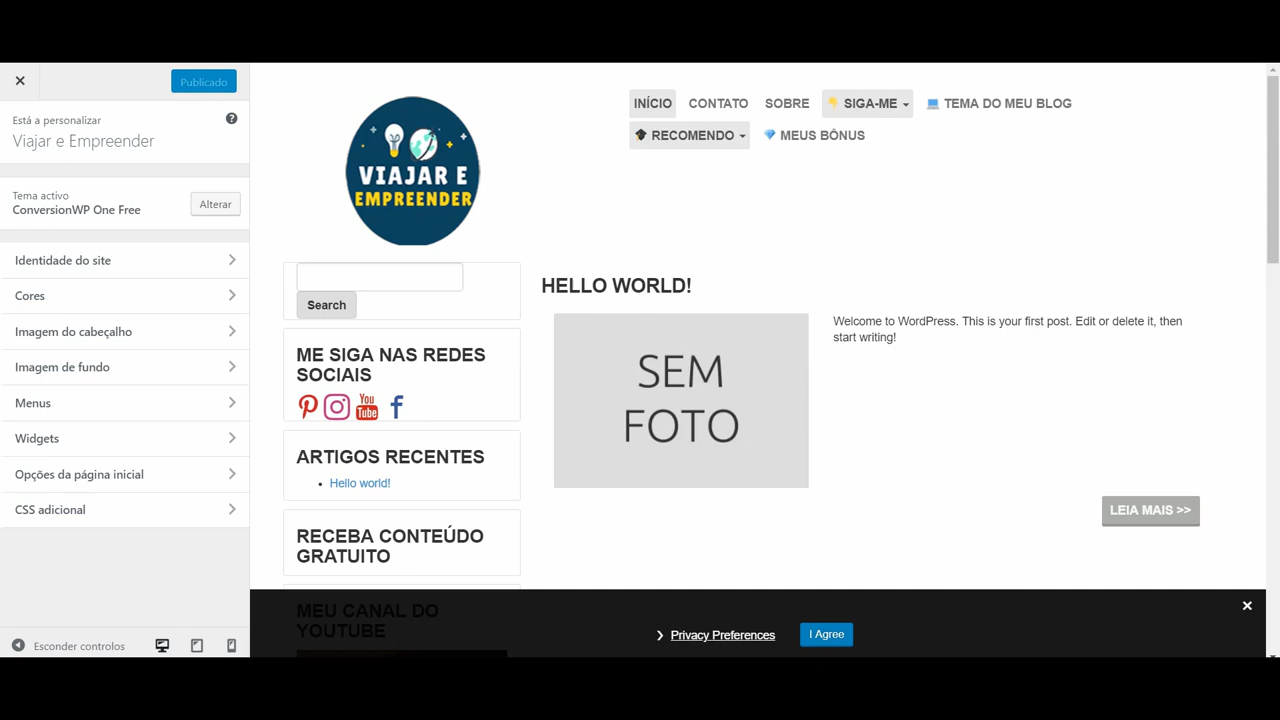 Publicado
Está a personalizar
Viajar e Empreender
Tema activo
ConversionWP One Free
Alterar
Identidade do site
Cores
Imagem do cabeçalho
Imagem de fundo
Menus
Widgets
Opções da página inicial
CSS adicional
Esconder controlos
VIAJAR E
EMPREENDER
INÍCIO CONTATO SOBRE SIGA-ME TEMA DO MEU BLOG
RECOMENDO MEUS BÔNUS
Search
ME SIGA NAS REDES
SOCIAIS
You
Tube
ARTIGOS RECENTES
Hello world!
RECEBA CONTEÚDO
GRATUITO
MEU CANAL DO
YOUTUBE
HELLO WORLD!
SEM
FOTO
Welcome to WordPress. This is your first post. Edit or delete it, then
start writing!
LEIA MAIS >>
Privacy Preferences
I Agree